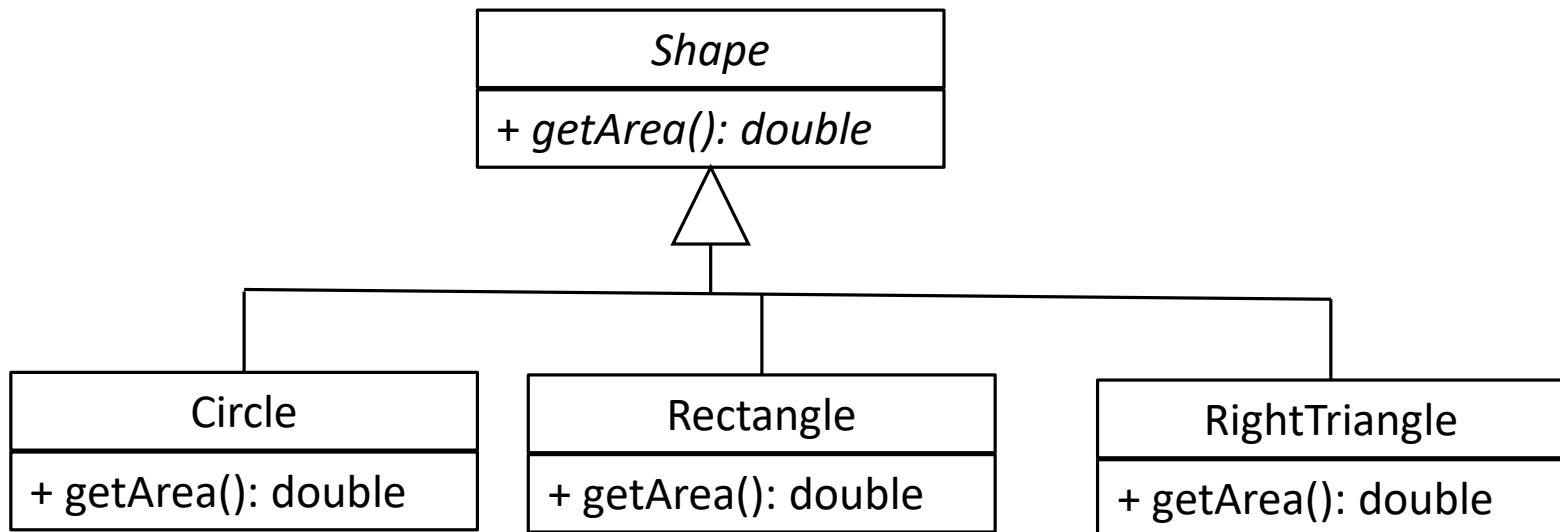 Shape
+ getArea(): double
Circle
+ getArea(): double
Rectangle
+ getArea(): double
RightTriangle
+ getArea(): double